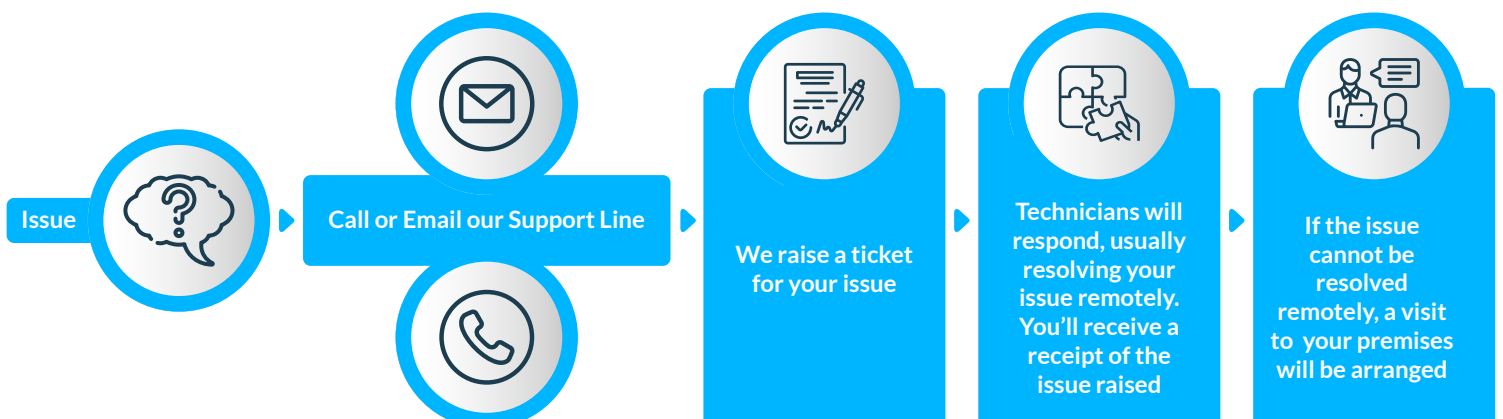 Issue
Call or Email our Support Line
We raise a ticket
for your issue
Technicians will
respond, usually
resolving your
issue remotely.
You’ll receive a
receipt of the
issue raised
If the issue
cannot be
resolved
remotely, a visit
to  your premises
will be arranged